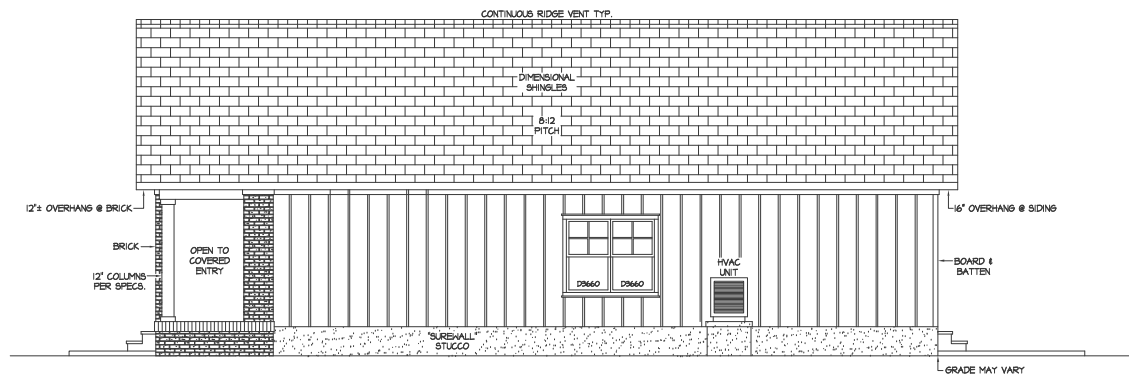 CONTINUOUS RIDGE VENT TYP.
DIMENSIONAL
SHINGLES
8:12
PITCH
12"± OVERHANG @ BRICK
16" OVERHANG @ SIDING
BRICK
OPEN TO
COVERED
ENTRY
12" COLUMNS
PER SPECS.
HVAC
UNIT
BOARD &
BATTEN
D3660
D3660
"SUREWALL"
STUCCO
GRADE MAY VARY